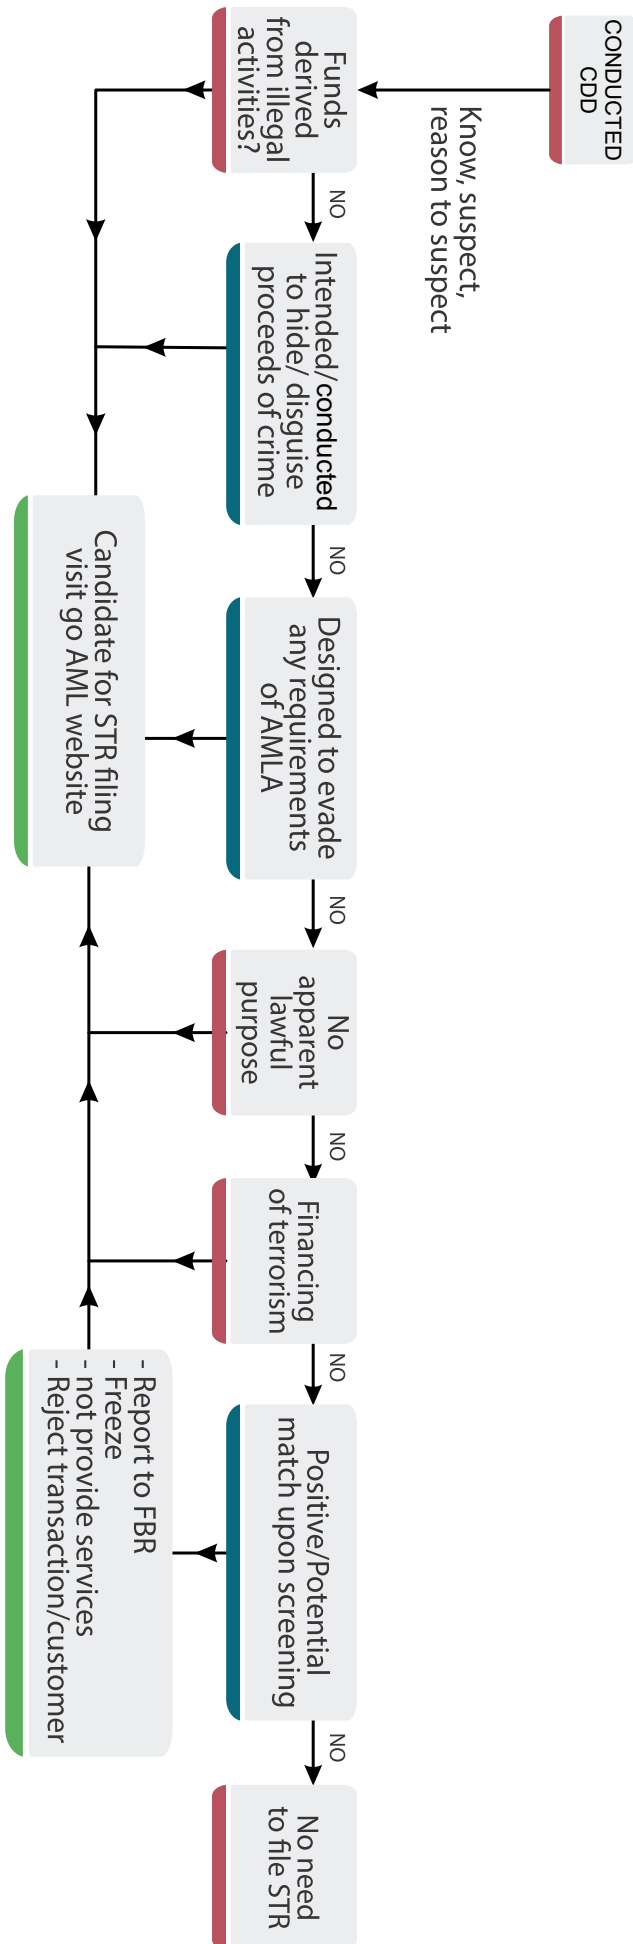 CONDUCTED
CDD
Know, suspect,
reason to suspect
Funds
derived
from illegal
activities?
NO
Intended/conducted
to hide/ disguise
proceeds of crime
NO
Designed to evade
any requirements
of AMLA
NO
No
apparent
lawful
purpose
NO
Financing
of terrorism
NO
Positive/Potential
match upon screening
NO
No need
to file STR
Candidate for STR filing
visit go AML website
- Report to FBR
- Freeze
- not provide services
- Reject transaction/customer